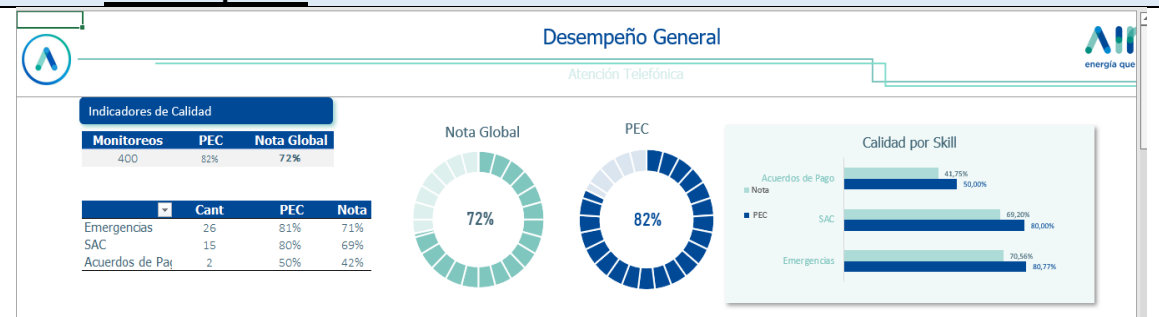 Desempeño General
Atención Telefónica
energía que
Indicadores de Calidad
Monitoreos PEC Nota Global
400 82% 72%
Cant PEC Nota
Emergencias 26 81% 71%
SAC 15 80% 69%
Acuerdos de Pa 2 50% 42%
Nota Global
72%
PEC
82%
Calidad por Skill
Acuerdos de Pago 41,75% 50,00%
Nota
PEC
SAC 69,20% 80,00%
Emergencias 70,56% 80,77%